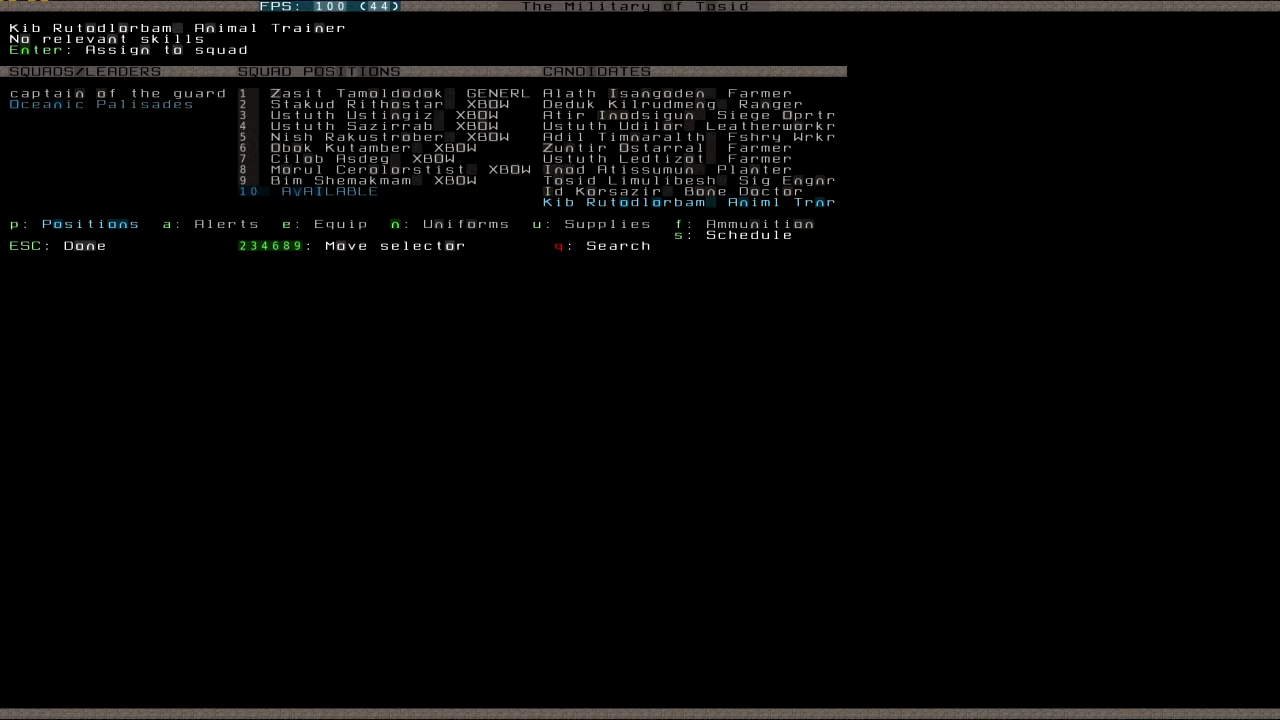 FPS: 100 (44) The Military of Tosid
Kib Rutodlorbam Animal Trainer
No relevant skills
Enter: Assign to squad
SQUADS/LEADERS SQUAD POSITIONS CANDIDATES
captain of the guard 1 Zasit Tamoldodok GENERL Alath Isangoden Farmer
Oceanic Palisades 2 Stakud Rithostar XBOW Deduk Kilrudmeng Ranger
3 Ustuth Ustingiz XBOW Atir Inodsigun Siege Oprtr
4 Ustuth Sazirrab XBOW Ustuth Udilor Leatherworkr
5 Nish Rakustrober XBOW Adil Timnaralth Fshry Wrkr
6 Obok Kutamber XBOW Zuntir Ostarral Farmer
7 Cilob Asdeg XBOW Ustuth Ledtizot Farmer
8 Morul Cerolorstist XBOW Inod Atissumun Planter
9 Bim Shemakmam XBOW Tosid Limulibesh Sig Engnr
10 AVAILABLE Id Korsazir Bone Doctor
Kib Rutodlorbam Animl Trnr
p: Positions a: Alerts e: Equip n: Uniforms u: Supplies f: Ammunition
s: Schedule
ESC: Done 234689: Move selector q: Search